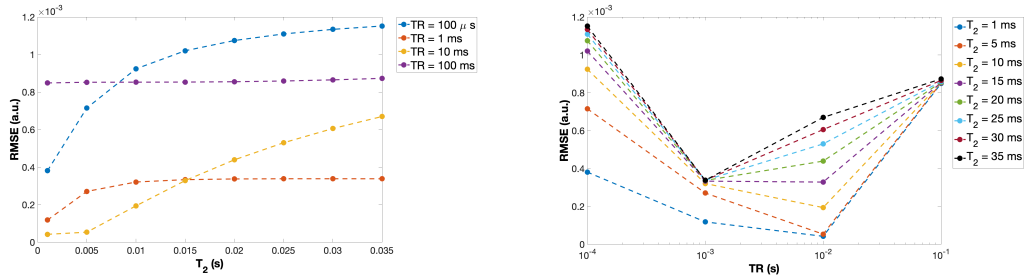 ×10⁻³
1.2
1
0.8
0.6
0.4
0.2
0
RMSE (a.u.)
0 0.005 0.01 0.015 0.02 0.025 0.03 0.035
T₂ (s)
TR = 100 μ s
TR = 1 ms
TR = 10 ms
TR = 100 ms
×10⁻³
1.2
1
0.8
0.6
0.4
0.2
0
RMSE (a.u.)
10⁻⁴ 10⁻³ 10⁻² 10⁻¹
TR (s)
T₂ = 1 ms
T₂ = 5 ms
T₂ = 10 ms
T₂ = 15 ms
T₂ = 20 ms
T₂ = 25 ms
T₂ = 30 ms
T₂ = 35 ms